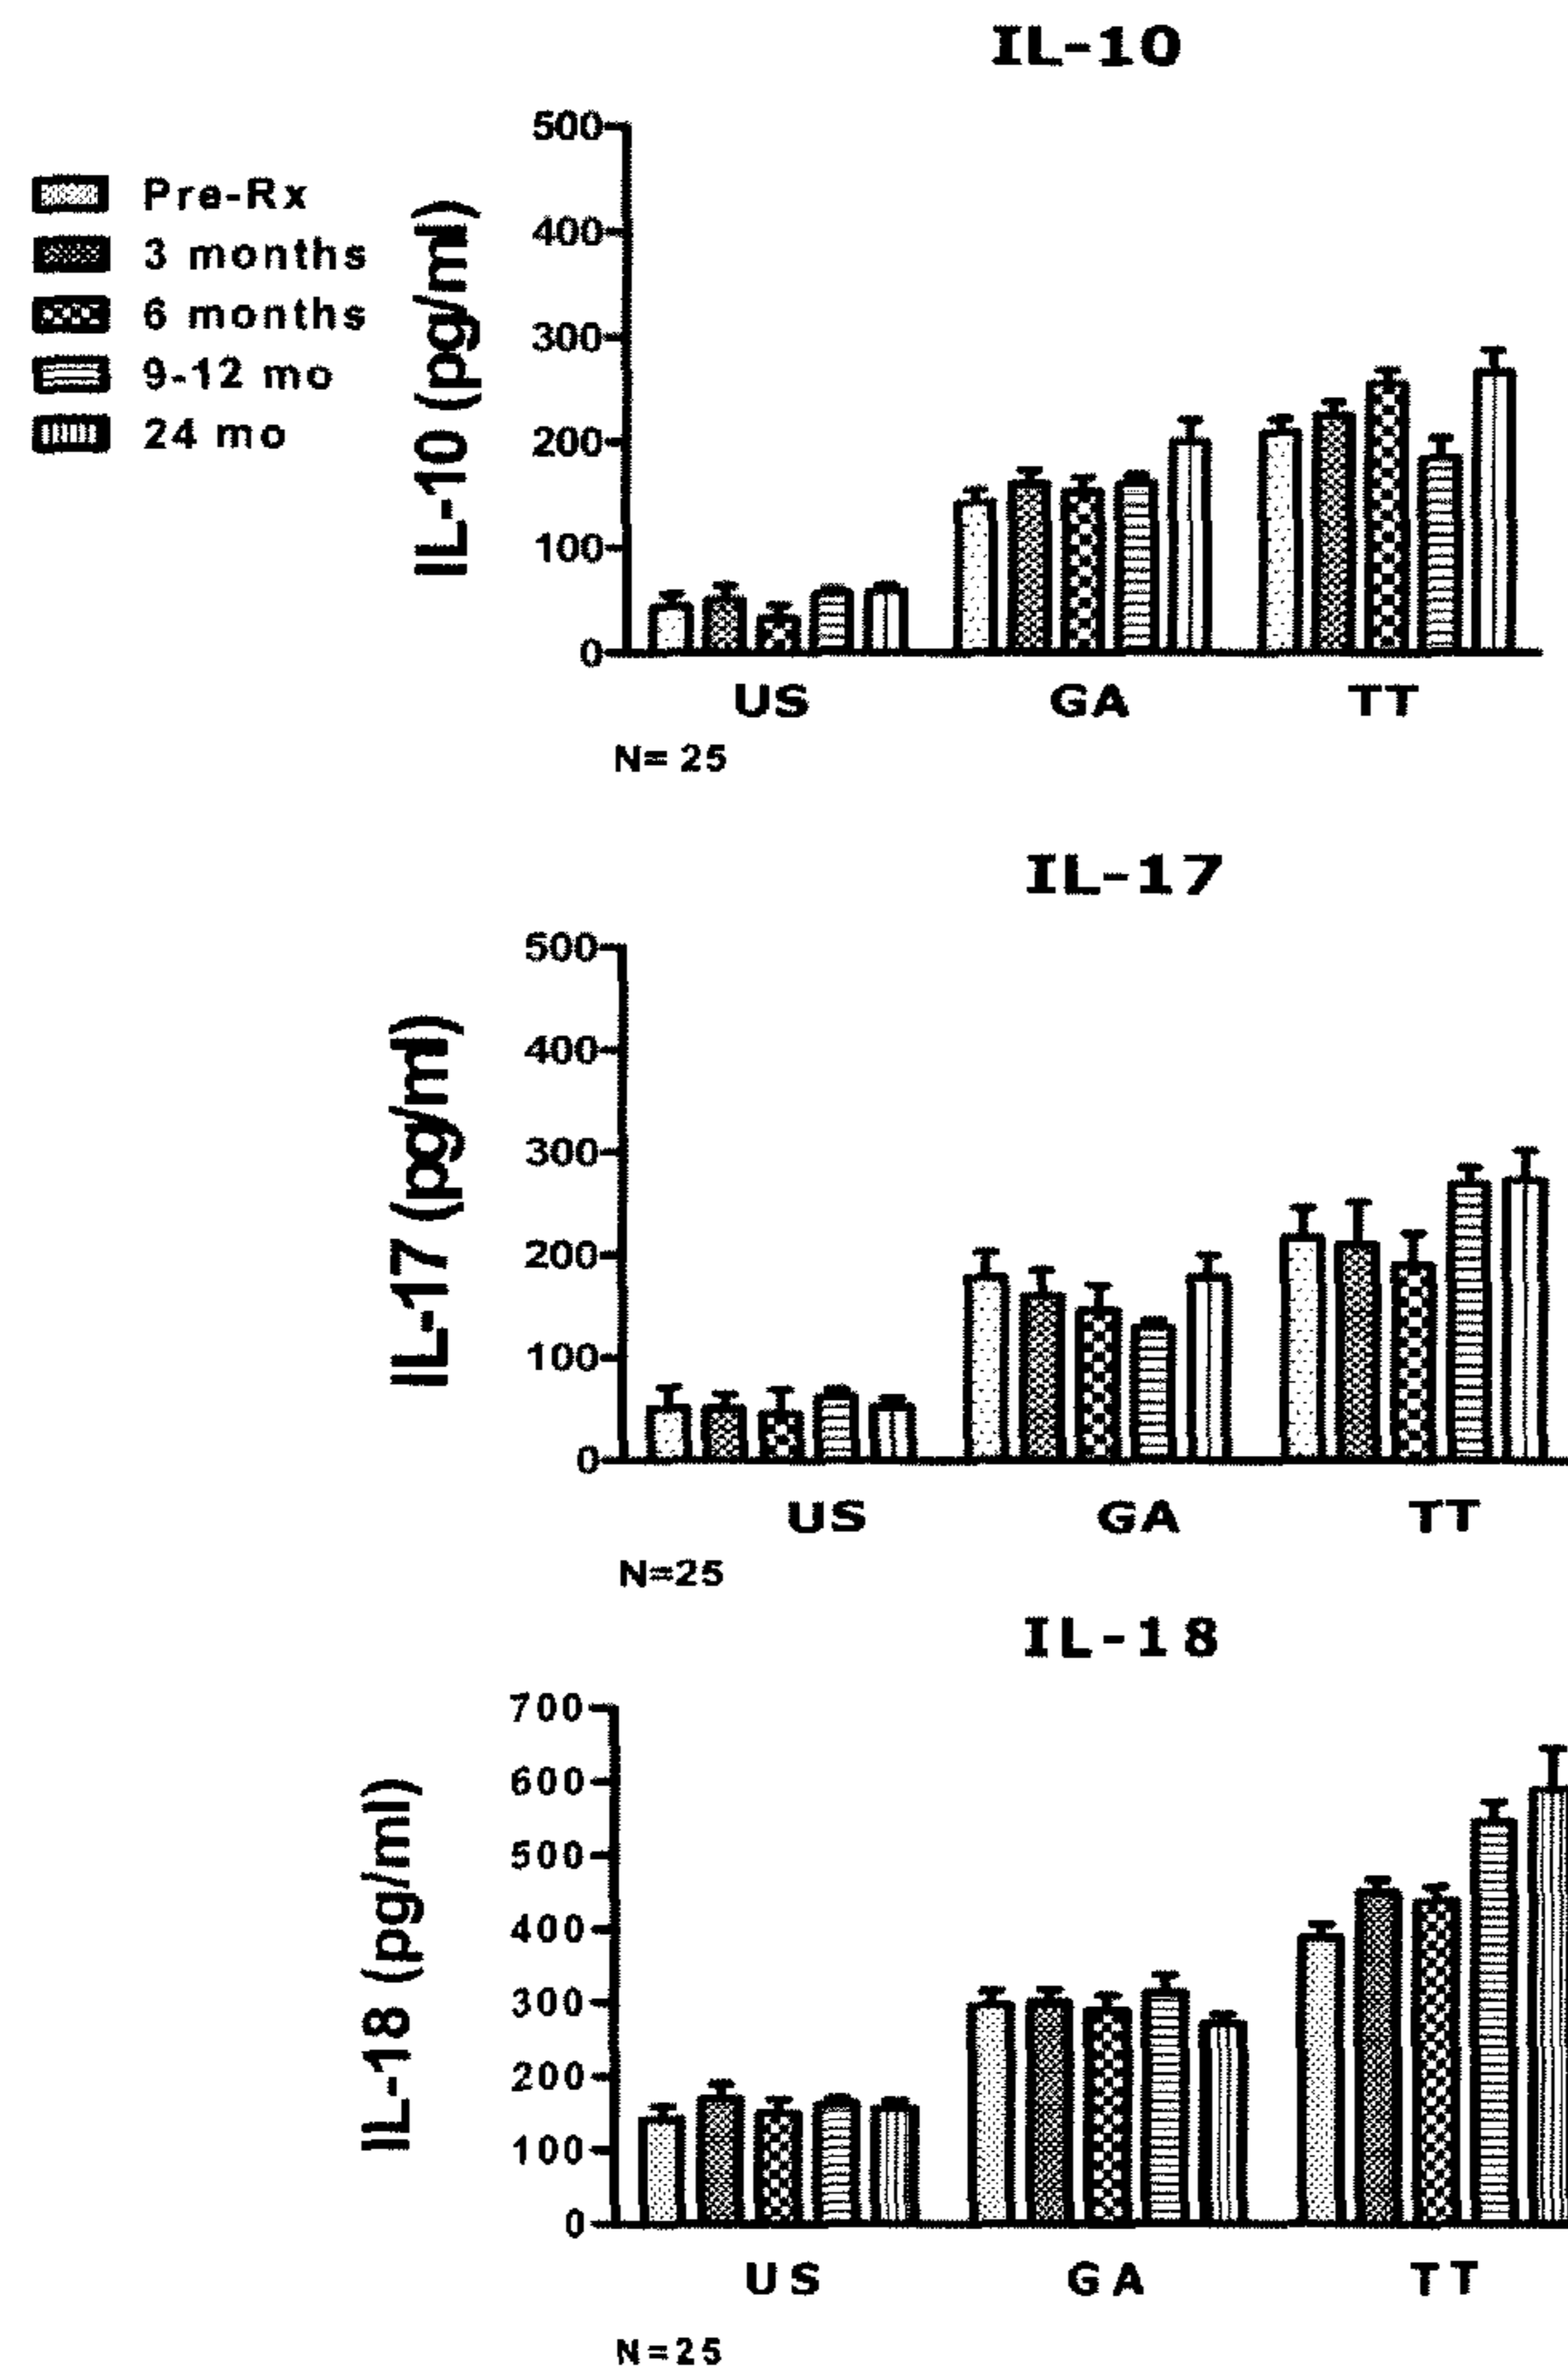 IL-10
Pre-Rx
3 months
6 months
9-12 mo
24 mo
IL-10 (pg/ml)
500
400
300
200
100
0
US GA TT
N= 25
IL-17
IL-17 (pg/ml)
500
400
300
200
100
0
US GA TT
N=25
IL-18
IL-18 (pg/ml)
700
600
500
400
300
200
100
0
US GA TT
N=25